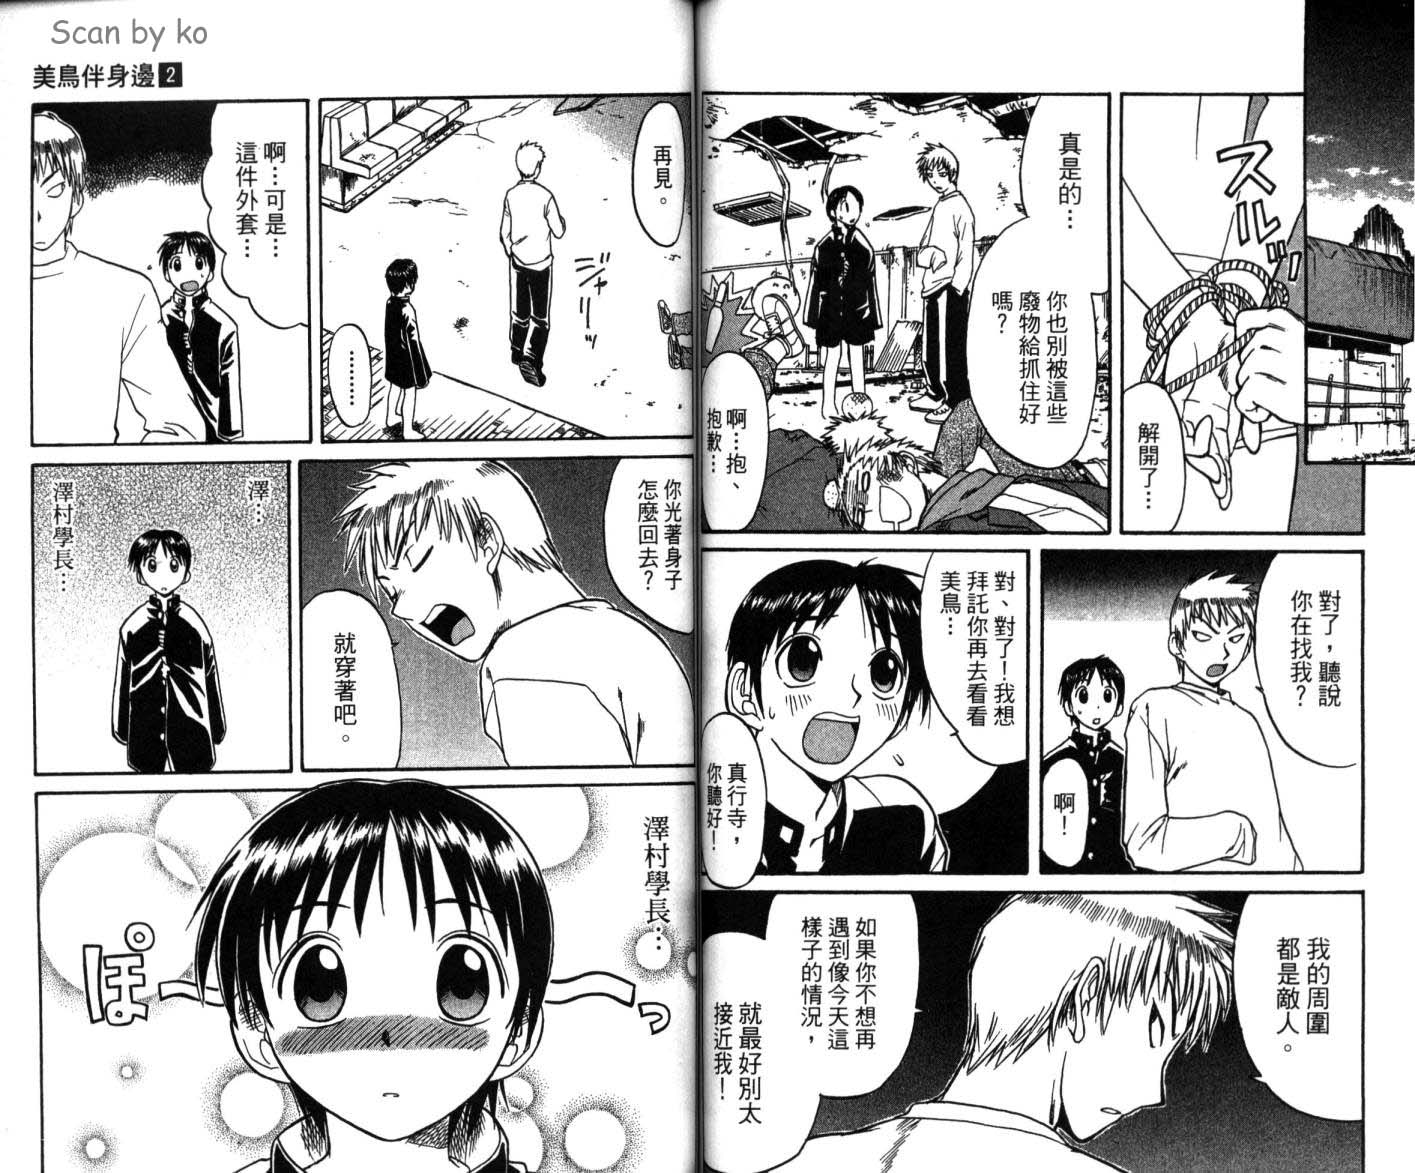 Scan by ko
美鳥伴身邊 2
スルッ
解開了…
真是的…
你也別被這些
廢物給抓住好
嗎？
啊…抱、
抱歉…
對了，聽說
你在找我？
啊！
對、對了！我想
拜託你再去看看
美鳥…
真行寺，
你聽好！
我的周圍
都是敵人。
如果你不想再
遇到像今天這
樣子的情況，
就最好別太
接近我！
再見。
ジャッ
…………
啊…可是…
這件外套…
你光著身子
怎麼回去？
就穿著吧。
澤…
澤村學長…
澤村學長…
ぽ～～っ